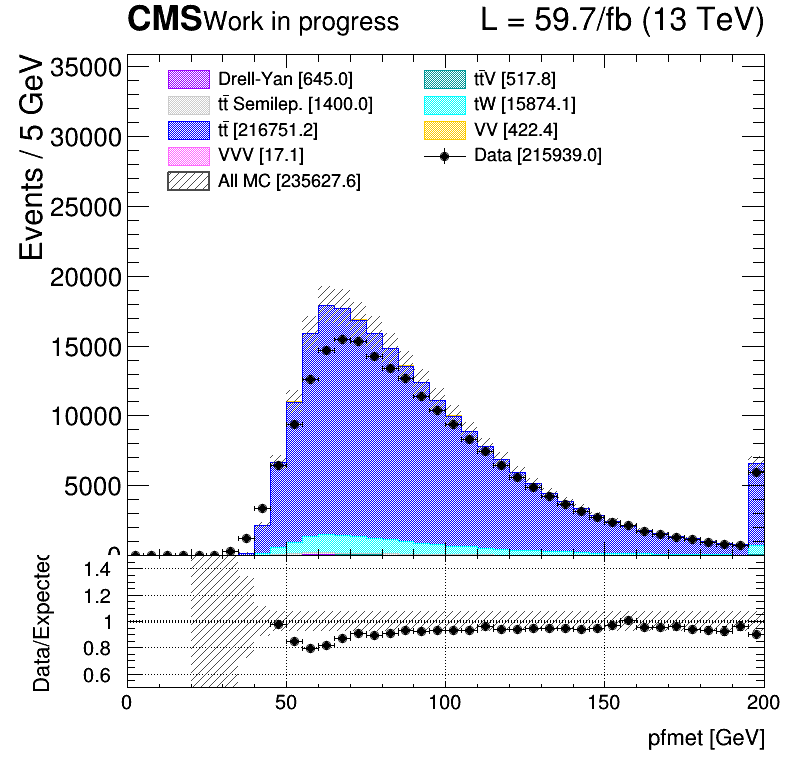 CMS Work in progress L = 59.7/fb (13 TeV)
Events / 5 GeV
35000
30000
25000
20000
15000
10000
5000
0
Drell-Yan [645.0]
tt̄ Semilep. [1400.0]
tt̄ [216751.2]
VVV [17.1]
All MC [235627.6]
tt̄V [517.8]
tW [15874.1]
VV [422.4]
Data [215939.0]
Data/Expected
1.4
1.2
1
0.8
0.6
0 50 100 150 200
pfmet [GeV]